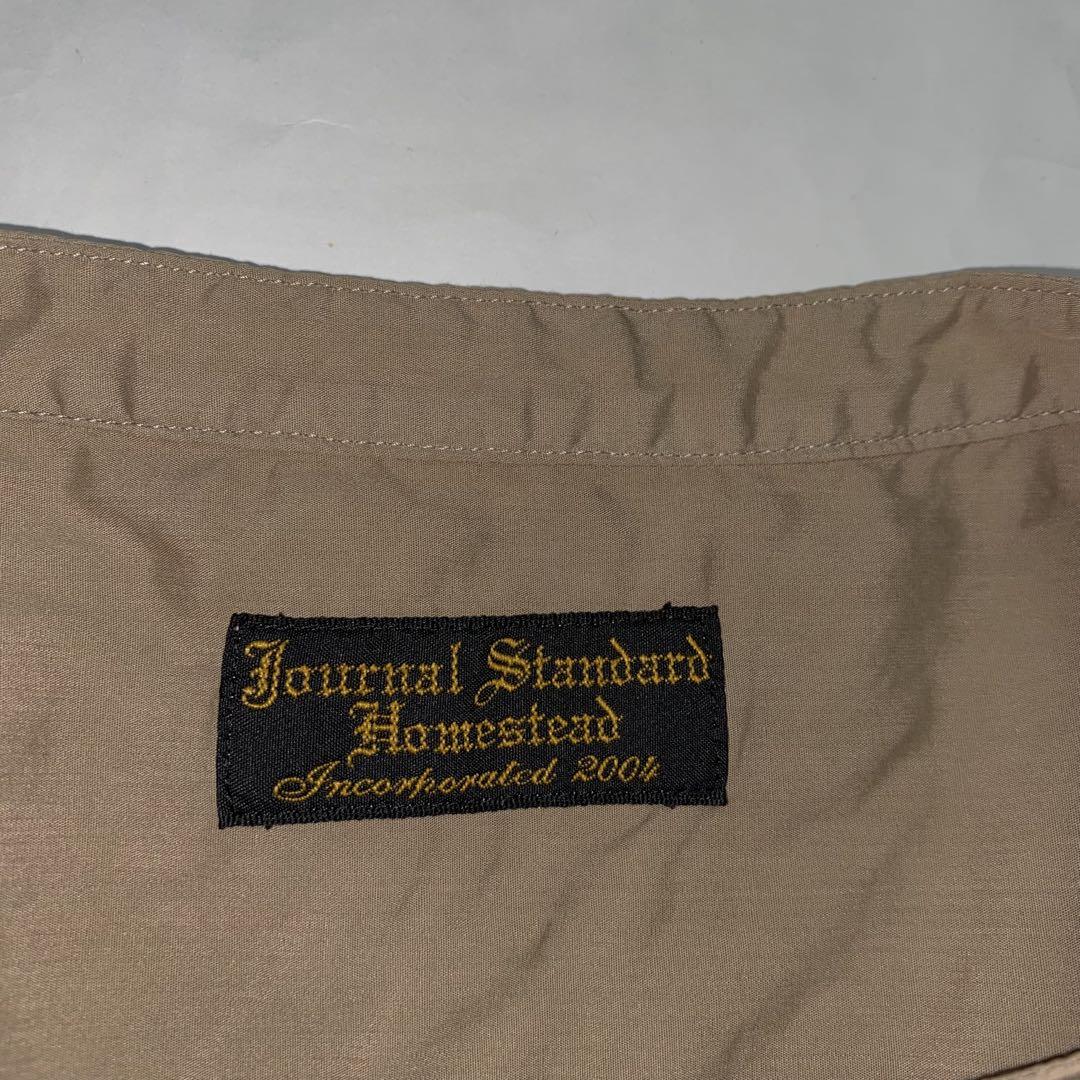 Journal Standard
Homestead
Incorporated 2004